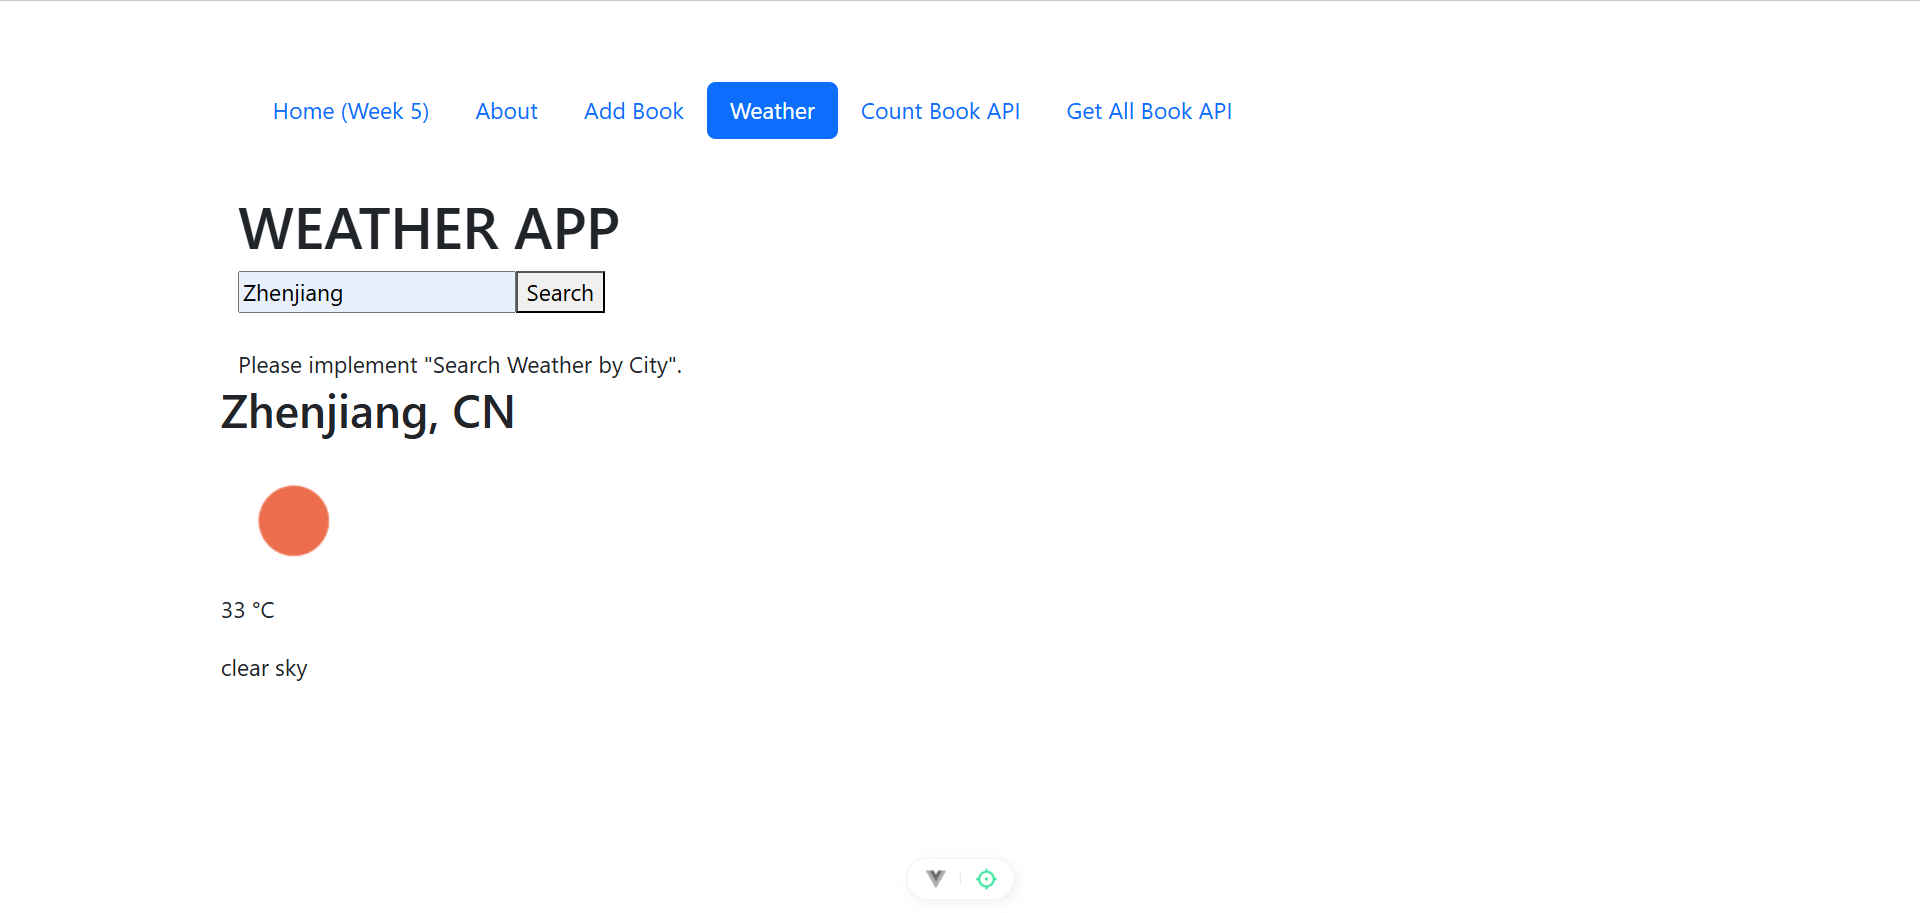 Home (Week 5) About Add Book Weather Count Book API Get All Book API
WEATHER APP
Zhenjiang Search
Please implement "Search Weather by City".
Zhenjiang, CN
33 °C
clear sky